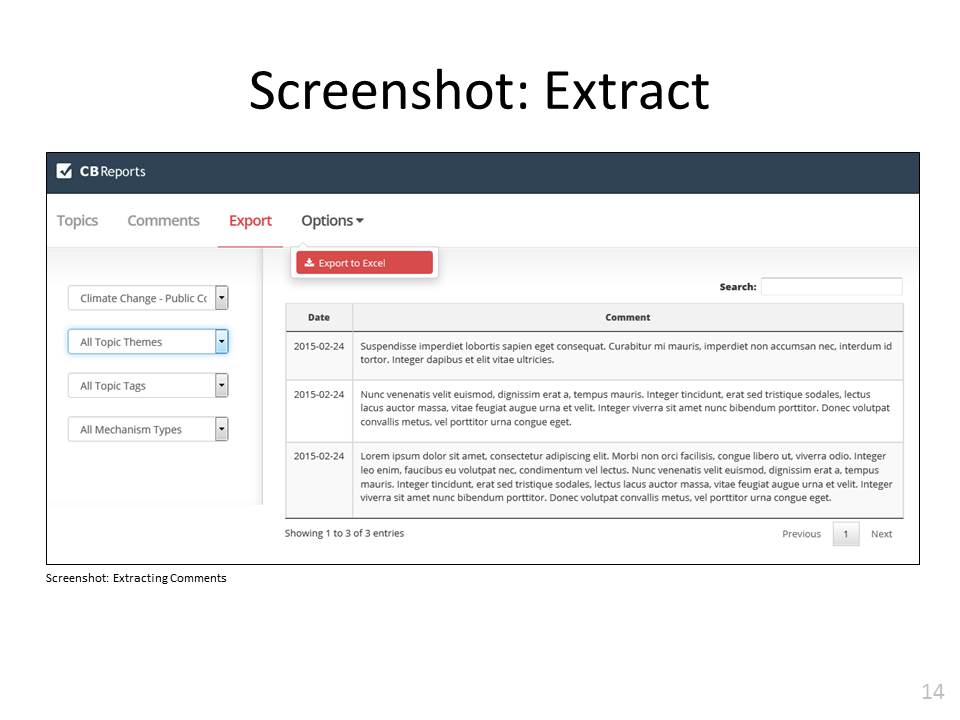 Screenshot: Extract
CBReports
Topics Comments Export Options
Export to Excel
Search:
Climate Change - Public Cc
All Topic Themes
All Topic Tags
All Mechanism Types
Date Comment
2015-02-24 Suspendisse imperdiet lobortis sapien eget consequat. Curabitur mi mauris, imperdiet non accumsan nec, interdum id
tortor. Integer dapibus et elit vitae ultricies.
2015-02-24 Nunc venenatis velit euismod, dignissim erat a, tempus mauris. Integer tincidunt, erat sed tristique sodales, lectus
lacus auctor massa, vitae feugiat augue urna et velit. Integer viverra sit amet nunc bibendum porttitor. Donec volutpat
convallis metus, vel porttitor urna congue eget.
2015-02-24 Lorem ipsum dolor sit amet, consectetur adipiscing elit. Morbi non orci facilisis, congue libero ut, viverra odio. Integer
leo enim, faucibus eu volutpat nec, condimentum vel lectus. Nunc venenatis velit euismod, dignissim erat a, tempus
mauris. Integer tincidunt, erat sed tristique sodales, lectus lacus auctor massa, vitae feugiat augue urna et velit. Integer
viverra sit amet nunc bibendum porttitor. Donec volutpat convallis metus, vel porttitor urna congue eget.
Showing 1 to 3 of 3 entries
Previous 1 Next
Screenshot: Extracting Comments
14